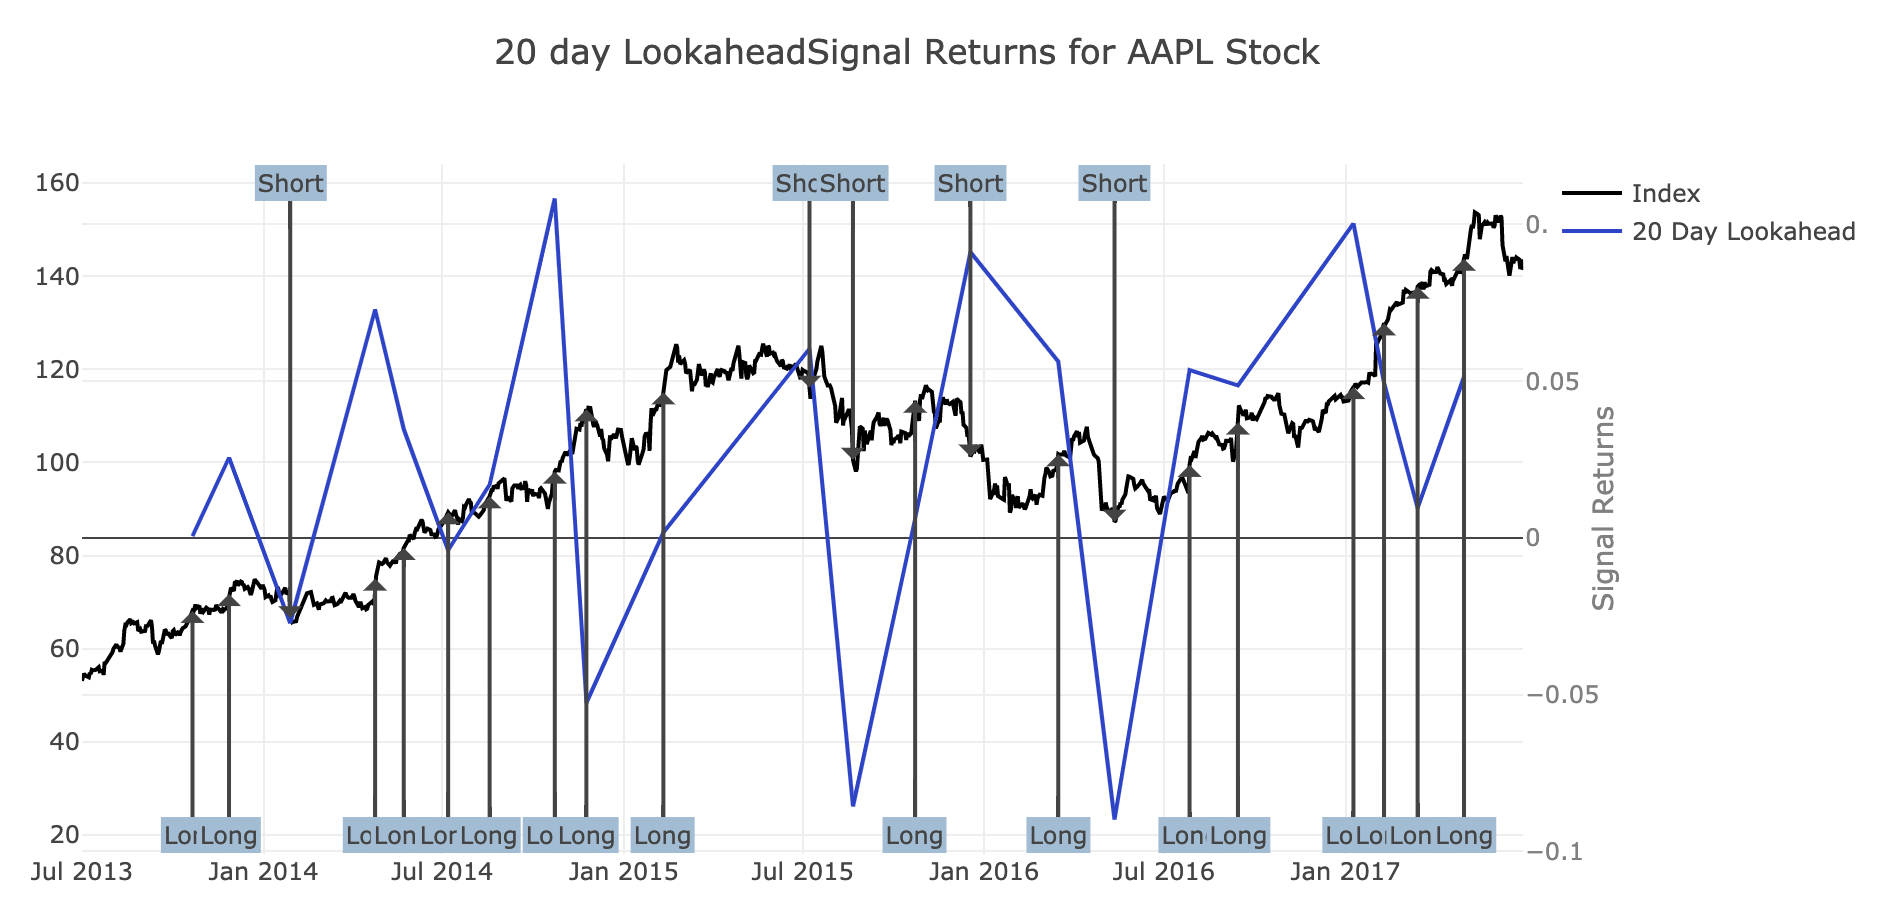 20 day LookaheadSignal Returns for AAPL Stock
Short
Short
Short
Short
160
140
120
100
80
60
40
20
Index
20 Day Lookahead
0.
0.05
0
−0.05
−0.1
Signal Returns
Long
Long
Long
Long
Long
Long
Long
Long
Long
Jul 2013
Jan 2014
Jul 2014
Jan 2015
Jul 2015
Jan 2016
Jul 2016
Jan 2017